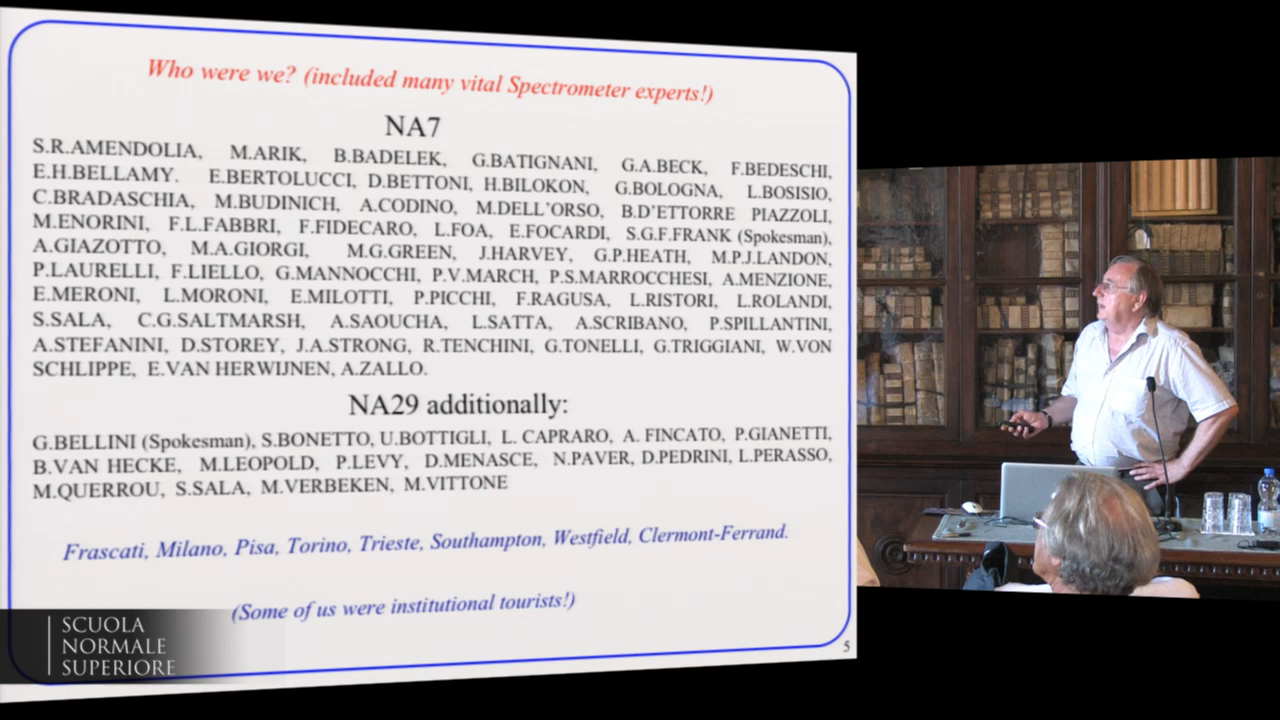 Who were we? (included many vital Spectrometer experts!)
NA7
S.R.AMENDOLIA, M.ARIK, B.BADELEK, G.BATIGNANI, G.A.BECK, F.BEDESCHI,
E.H.BELLAMY. E.BERTOLUCCI, D.BETTONI, H.BILOKON, G.BOLOGNA, L.BOSISIO,
C.BRADASCHIA, M.BUDINICH, A.CODINO, M.DELL'ORSO, B.D'ETTORRE PIAZZOLI,
M.ENORINI, F.L.FABBRI, F.FIDECARO, L.FOA, E.FOCARDI, S.G.F.FRANK (Spokesman),
A.GIAZOTTO, M.A.GIORGI, M.G.GREEN, J.HARVEY, G.P.HEATH, M.P.J.LANDON,
P.LAURELLI, F.LIELLO, G.MANNOCCHI, P.V.MARCH, P.S.MARROCCHESI, A.MENZIONE,
E.MERONI, L.MORONI, E.MILOTTI, P.PICCHI, F.RAGUSA, L.RISTORI, L.ROLANDI,
S.SALA, C.G.SALTMARSH, A.SAOUCHA, L.SATTA, A.SCRIBANO, P.SPILLANTINI,
A.STEFANINI, D.STOREY, J.A.STRONG, R.TENCHINI, G.TONELLI, G.TRIGGIANI, W.VON
SCHLIPPE, E.VAN HERWIJNEN, A.ZALLO.
NA29 additionally:
G.BELLINI (Spokesman), S.BONETTO, U.BOTTIGLI, L. CAPRARO, A. FINCATO, P.GIANETTI,
B.VAN HECKE, M.LEOPOLD, P.LEVY, D.MENASCE, N.PAVER, D.PEDRINI, L.PERASSO,
M.QUERROU, S.SALA, M.VERBEKEN, M.VITTONE
Frascati, Milano, Pisa, Torino, Trieste, Southampton, Westfield, Clermont-Ferrand.
(Some of us were institutional tourists!)
5
SCUOLA
NORMALE
SUPERIORE